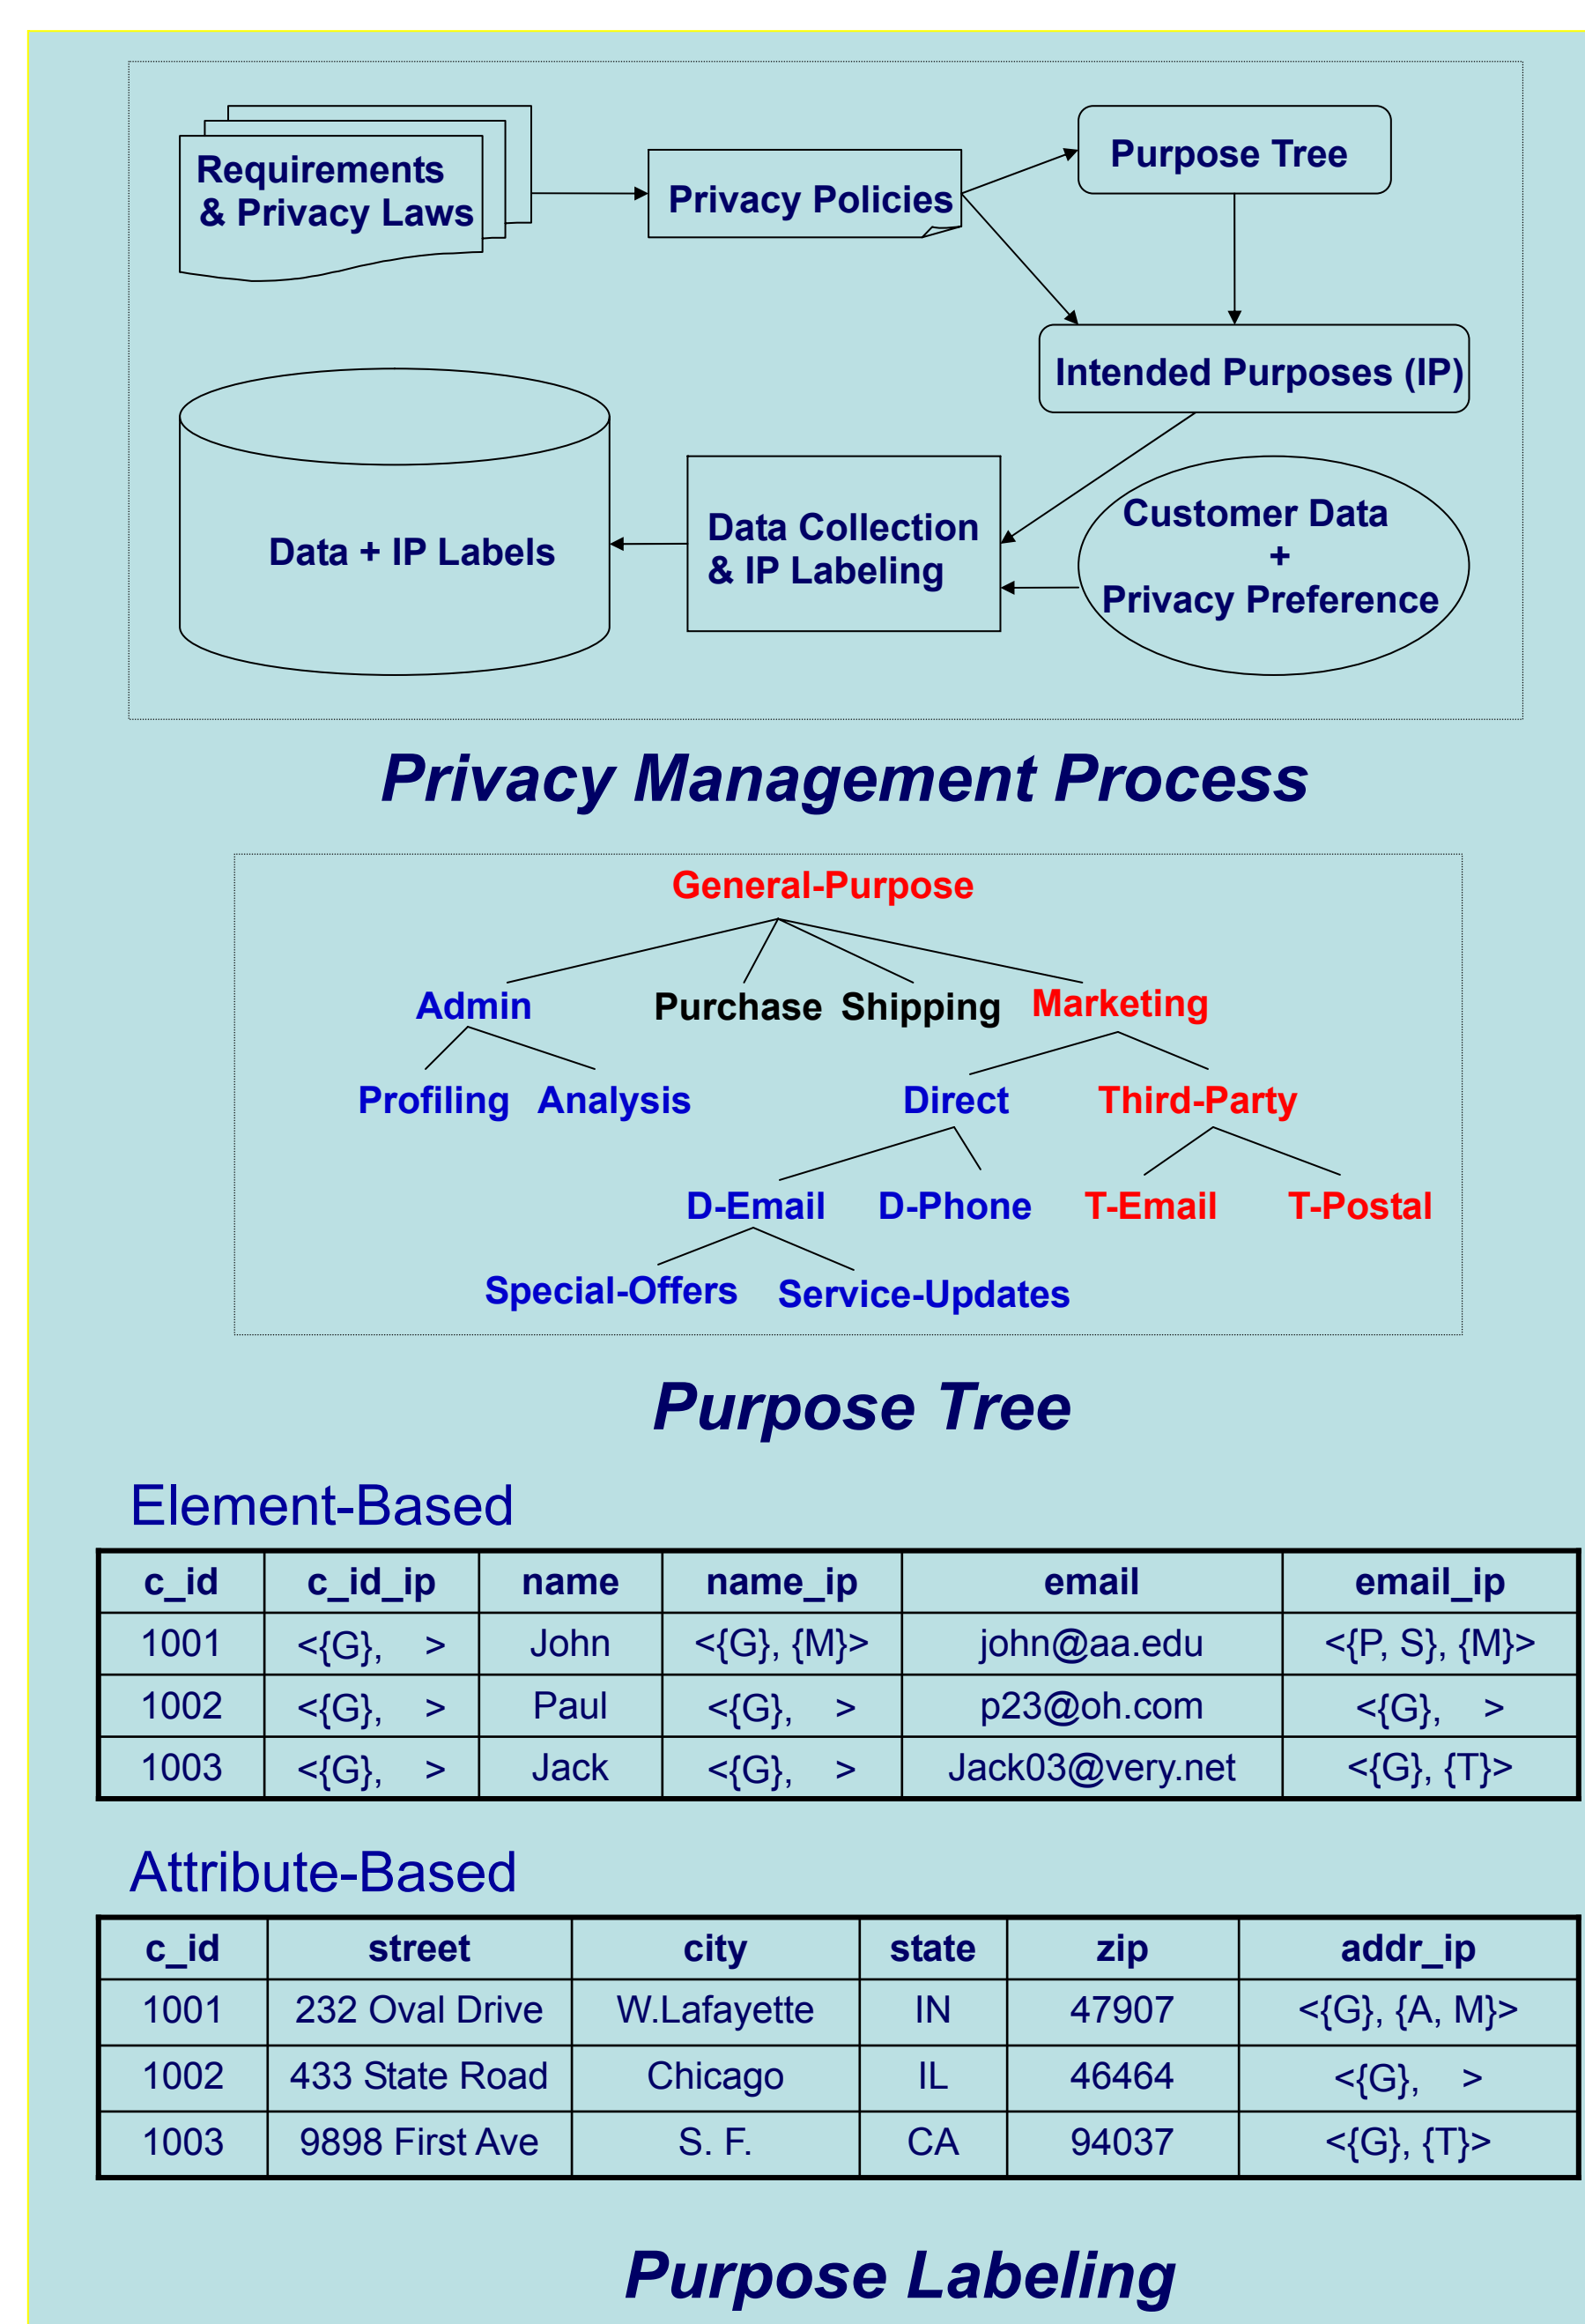 Requirements
& Privacy Laws
Privacy Policies
Purpose Tree
Intended Purposes (IP)
Data + IP Labels
Data Collection
& IP Labeling
Customer Data
+
Privacy Preference
Privacy Management Process
General-Purpose
Admin Purchase Shipping Marketing
Profiling Analysis Direct Third-Party
D-Email D-Phone T-Email T-Postal
Special-Offers Service-Updates
Purpose Tree
Element-Based
c_id c_id_ip name name_ip email email_ip
1001 <{G}, > John <{G}, {M}> john@aa.edu <{P, S}, {M}>
1002 <{G}, > Paul <{G}, > p23@oh.com <{G}, >
1003 <{G}, > Jack <{G}, > Jack03@very.net <{G}, {T}>
Attribute-Based
c_id street city state zip addr_ip
1001 232 Oval Drive W.Lafayette IN 47907 <{G}, {A, M}>
1002 433 State Road Chicago IL 46464 <{G}, >
1003 9898 First Ave S. F. CA 94037 <{G}, {T}>
Purpose Labeling